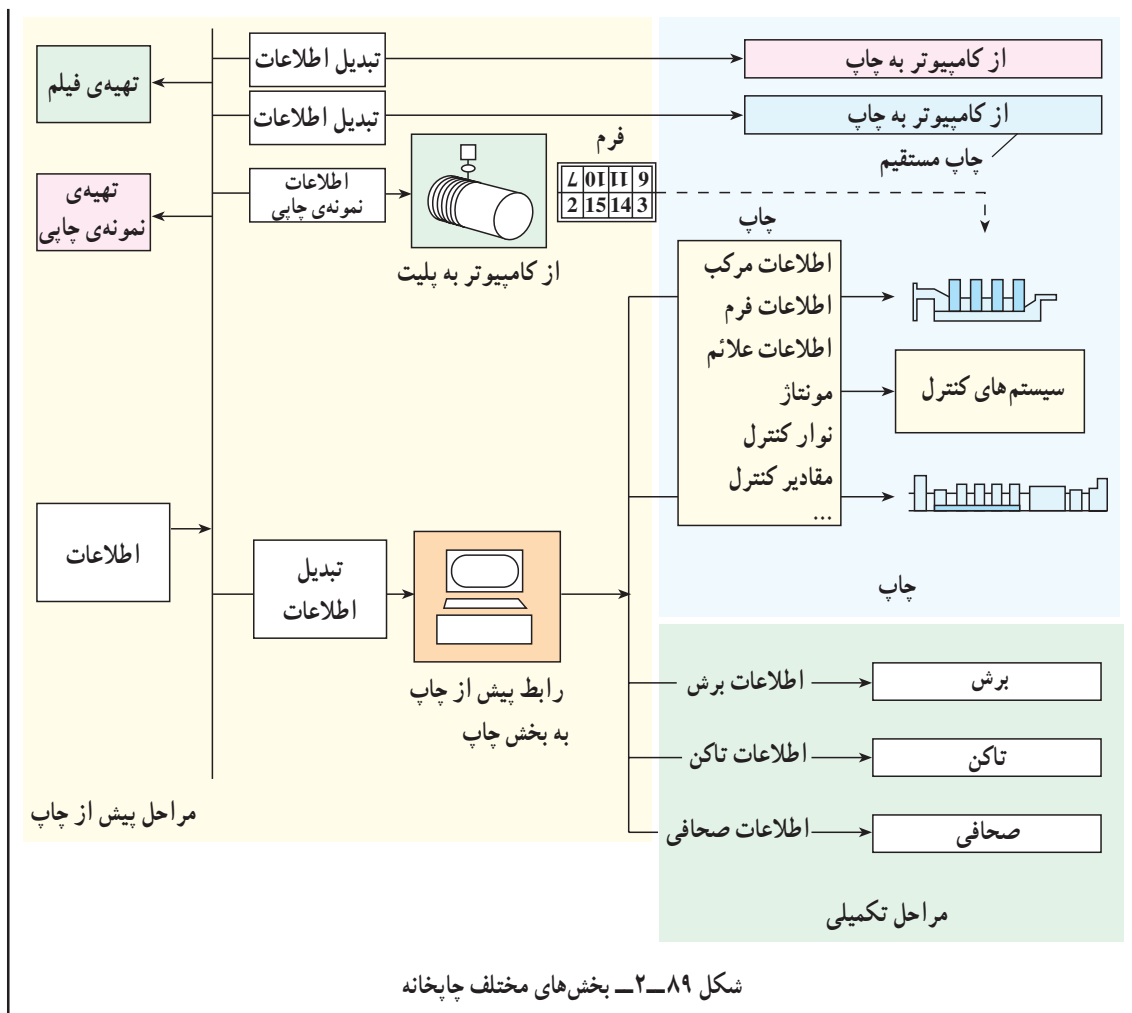 تبدیل اطلاعات
از کامپیوتر به چاپ
تهیه‌ی فیلم
تبدیل اطلاعات
از کامپیوتر به چاپ
چاپ مستقیم
فرم
اطلاعات
نمونه‌ی چاپی
7 10 11 6
2 15 14 3
تهیه‌ی
نمونه‌ی چاپی
از کامپیوتر به پلیت
چاپ
اطلاعات مرکب
اطلاعات فرم
اطلاعات علائم
مونتاژ
نوار کنترل
مقادیر کنترل
...
سیستم‌های کنترل
چاپ
اطلاعات
تبدیل
اطلاعات
رابط پیش از چاپ
به بخش چاپ
اطلاعات برش
برش
اطلاعات تاکن
تاکن
اطلاعات صحافی
صحافی
مراحل پیش از چاپ
مراحل تکمیلی
شکل ۸۹ــ۲ــ بخش‌های مختلف چاپخانه